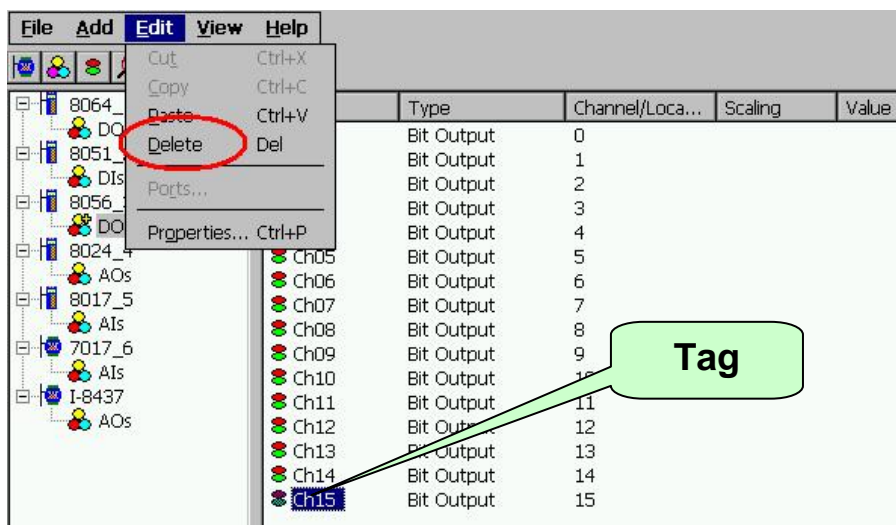 File Add Edit View Help
Cut Ctrl+X
Copy Ctrl+C
Paste Ctrl+V
Delete Del
Ports...
Properties... Ctrl+P
8064_
DO
8051_
DIs
8056_
DO
8024_4
AOs
8017_5
AIs
7017_6
AIs
I-8437
AOs
Type Channel/Loca... Scaling Value
Bit Output 0
Bit Output 1
Bit Output 2
Bit Output 3
Bit Output 4
Ch05 Bit Output 5
Ch06 Bit Output 6
Ch07 Bit Output 7
Ch08 Bit Output 8
Ch09 Bit Output 9
Ch10 Bit Output 10
Ch11 Bit Output 11
Ch12 Bit Output 12
Ch13 Bit Output 13
Ch14 Bit Output 14
Ch15 Bit Output 15
Tag